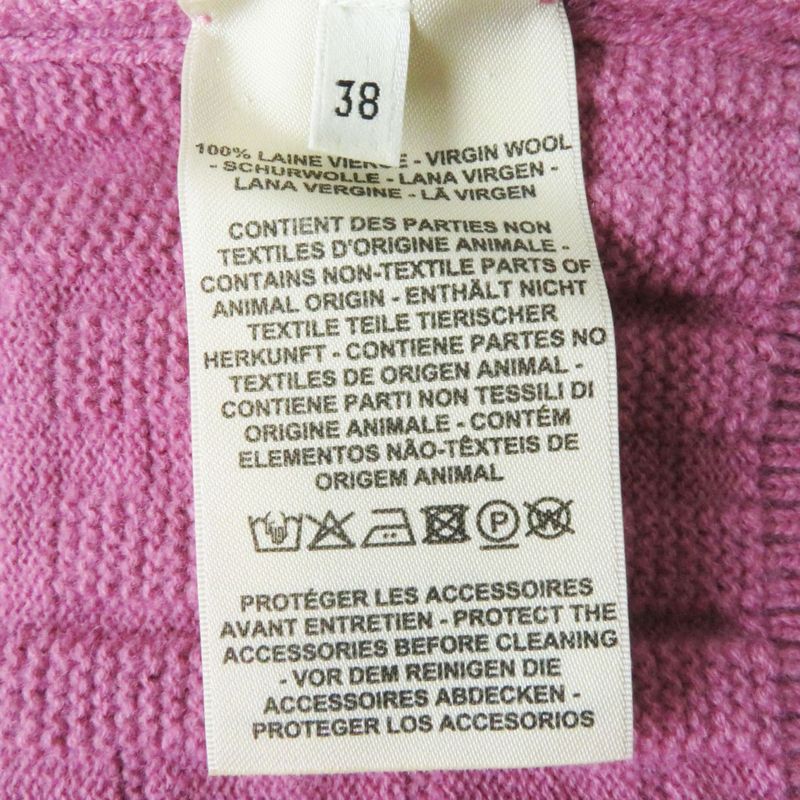 38
100% LAINE VIERGE - VIRGIN WOOL
- SCHURWOLLE - LANA VIRGEN -
LANA VERGINE - LÃ VIRGEN
CONTIENT DES PARTIES NON
TEXTILES D'ORIGINE ANIMALE -
CONTAINS NON-TEXTILE PARTS OF
ANIMAL ORIGIN - ENTHÄLT NICHT
TEXTILE TEILE TIERISCHER
HERKUNFT - CONTIENE PARTES NO
TEXTILES DE ORIGEN ANIMAL -
CONTIENE PARTI NON TESSILI DI
ORIGINE ANIMALE - CONTÉM
ELEMENTOS NÃO-TÊXTEIS DE
ORIGEM ANIMAL
P W
PROTÉGER LES ACCESSOIRES
AVANT ENTRETIEN - PROTECT THE
ACCESSORIES BEFORE CLEANING
- VOR DEM REINIGEN DIE
ACCESSOIRES ABDECKEN -
PROTEGER LOS ACCESORIOS